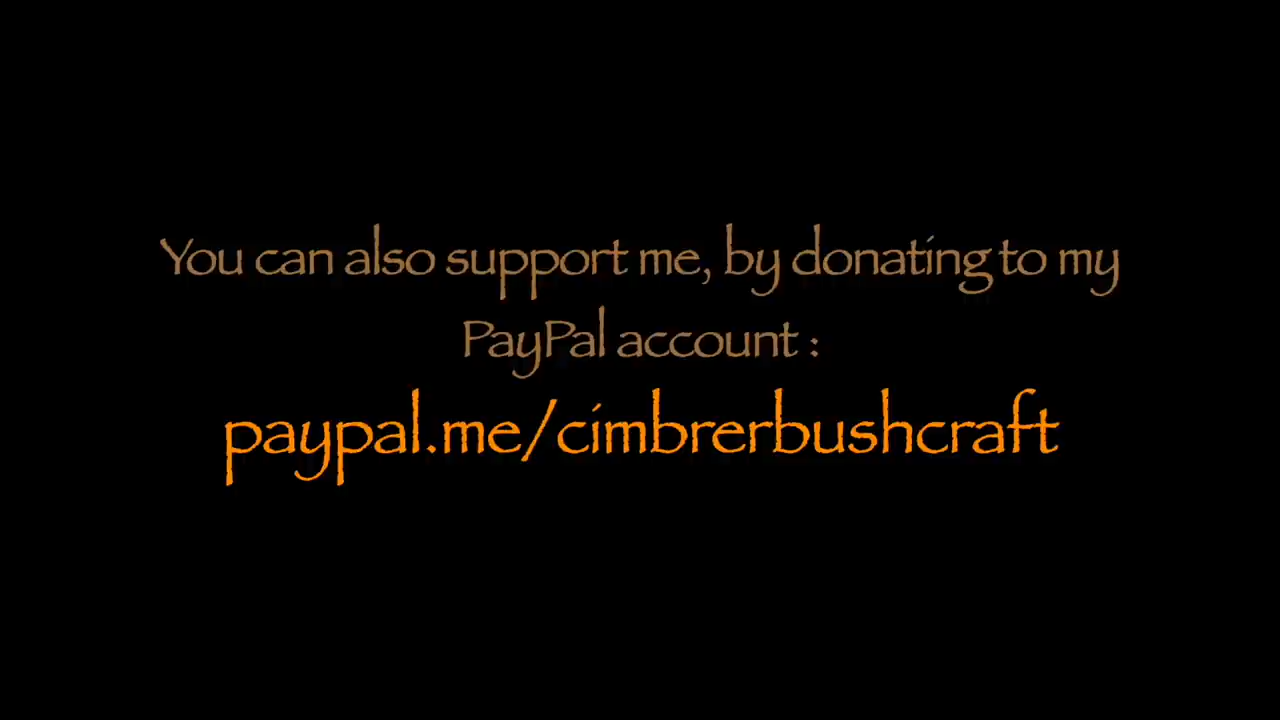 You can also support me, by donating to my
PayPal account :
paypal.me/cimbrerbushcraft